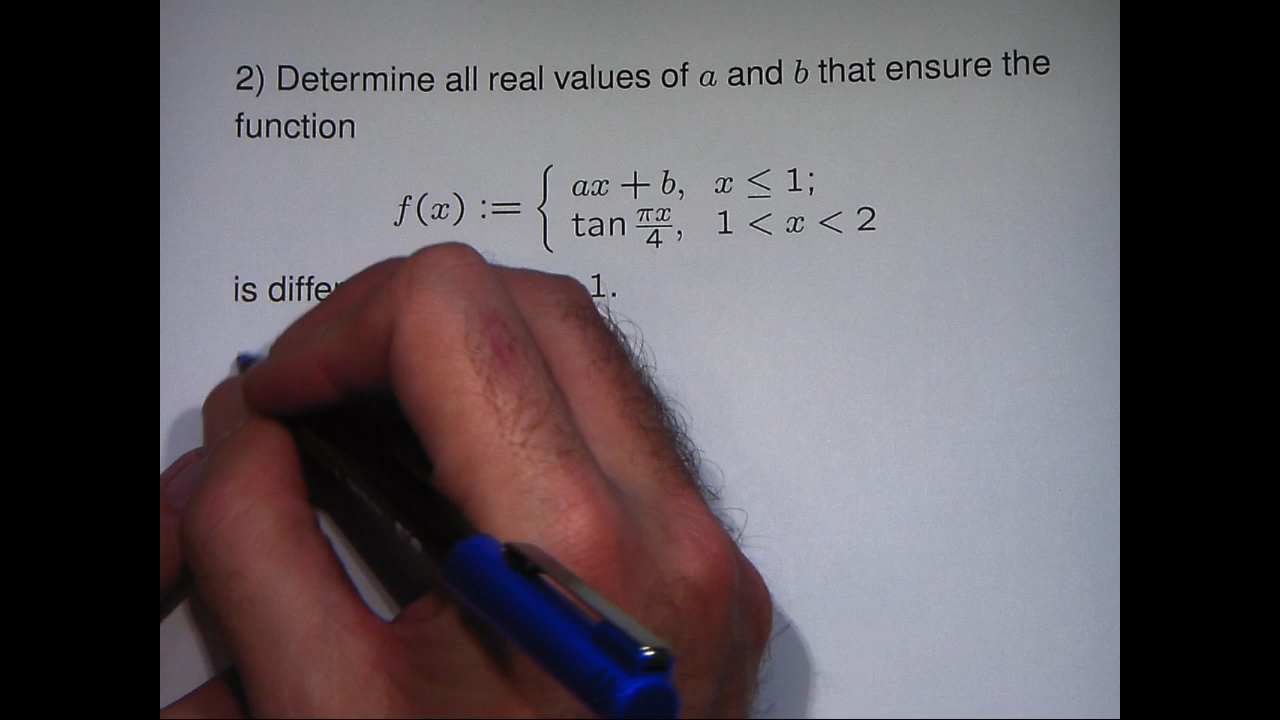 2) Determine all real values of a and b that ensure the
function
f(x) := { ax + b, x ≤ 1;
tan πx/4, 1 < x < 2
is 1.